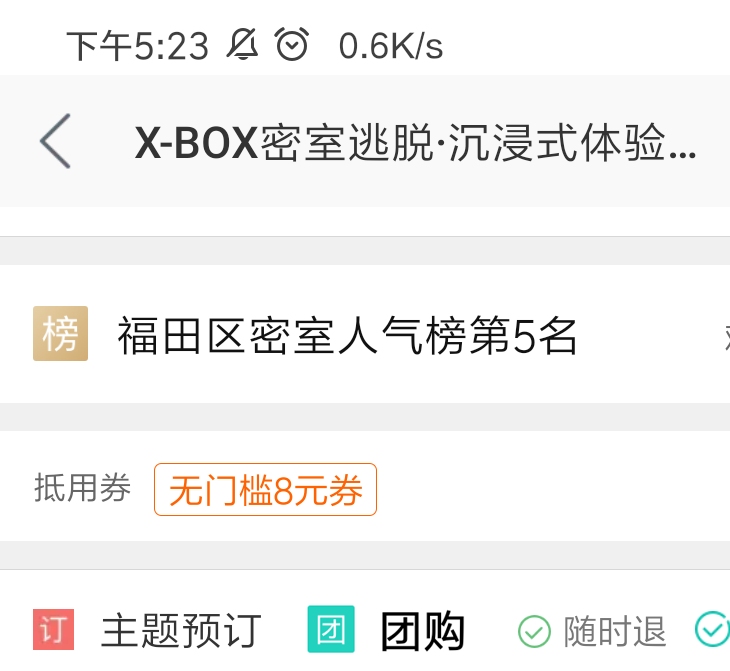 下午5:23 0.6K/s
X-BOX密室逃脱·沉浸式体验...
榜 福田区密室人气榜第5名
抵用券 无门槛8元券
订 主题预订 团 团购 随时退